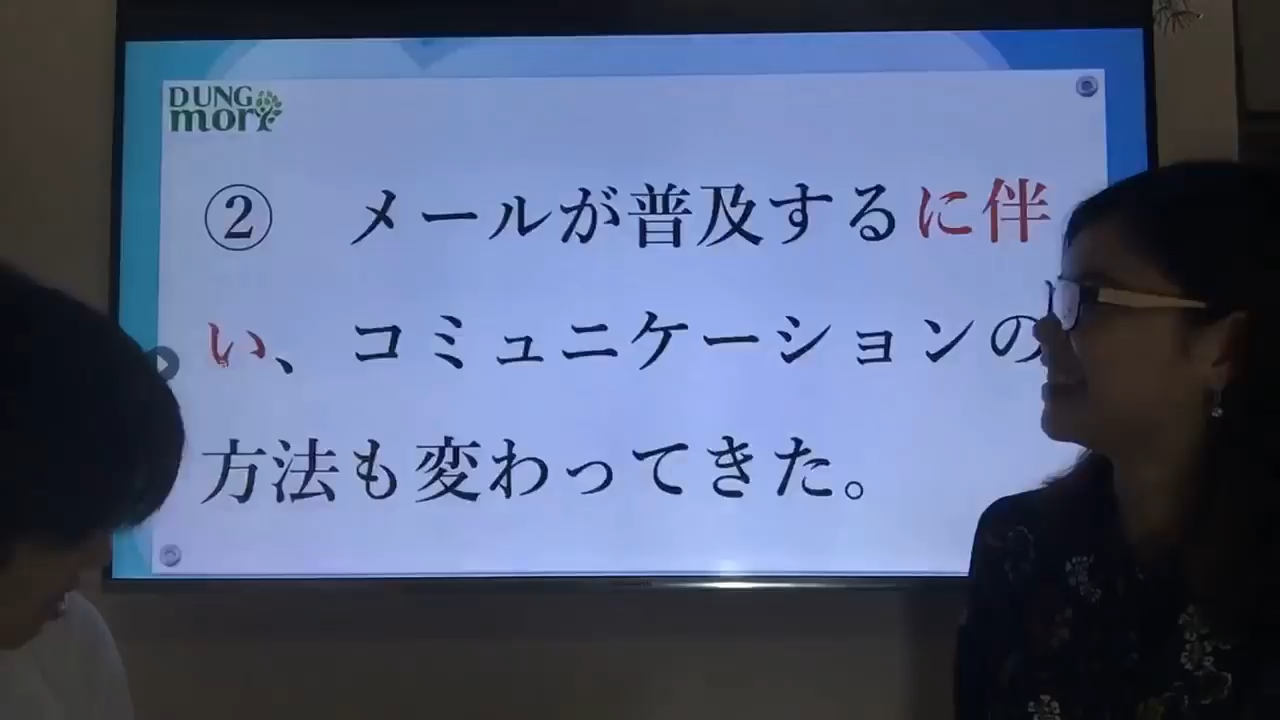 DUNG
mori
② メールが普及するに伴
い、コミュニケーションの
方法も変わってきた。